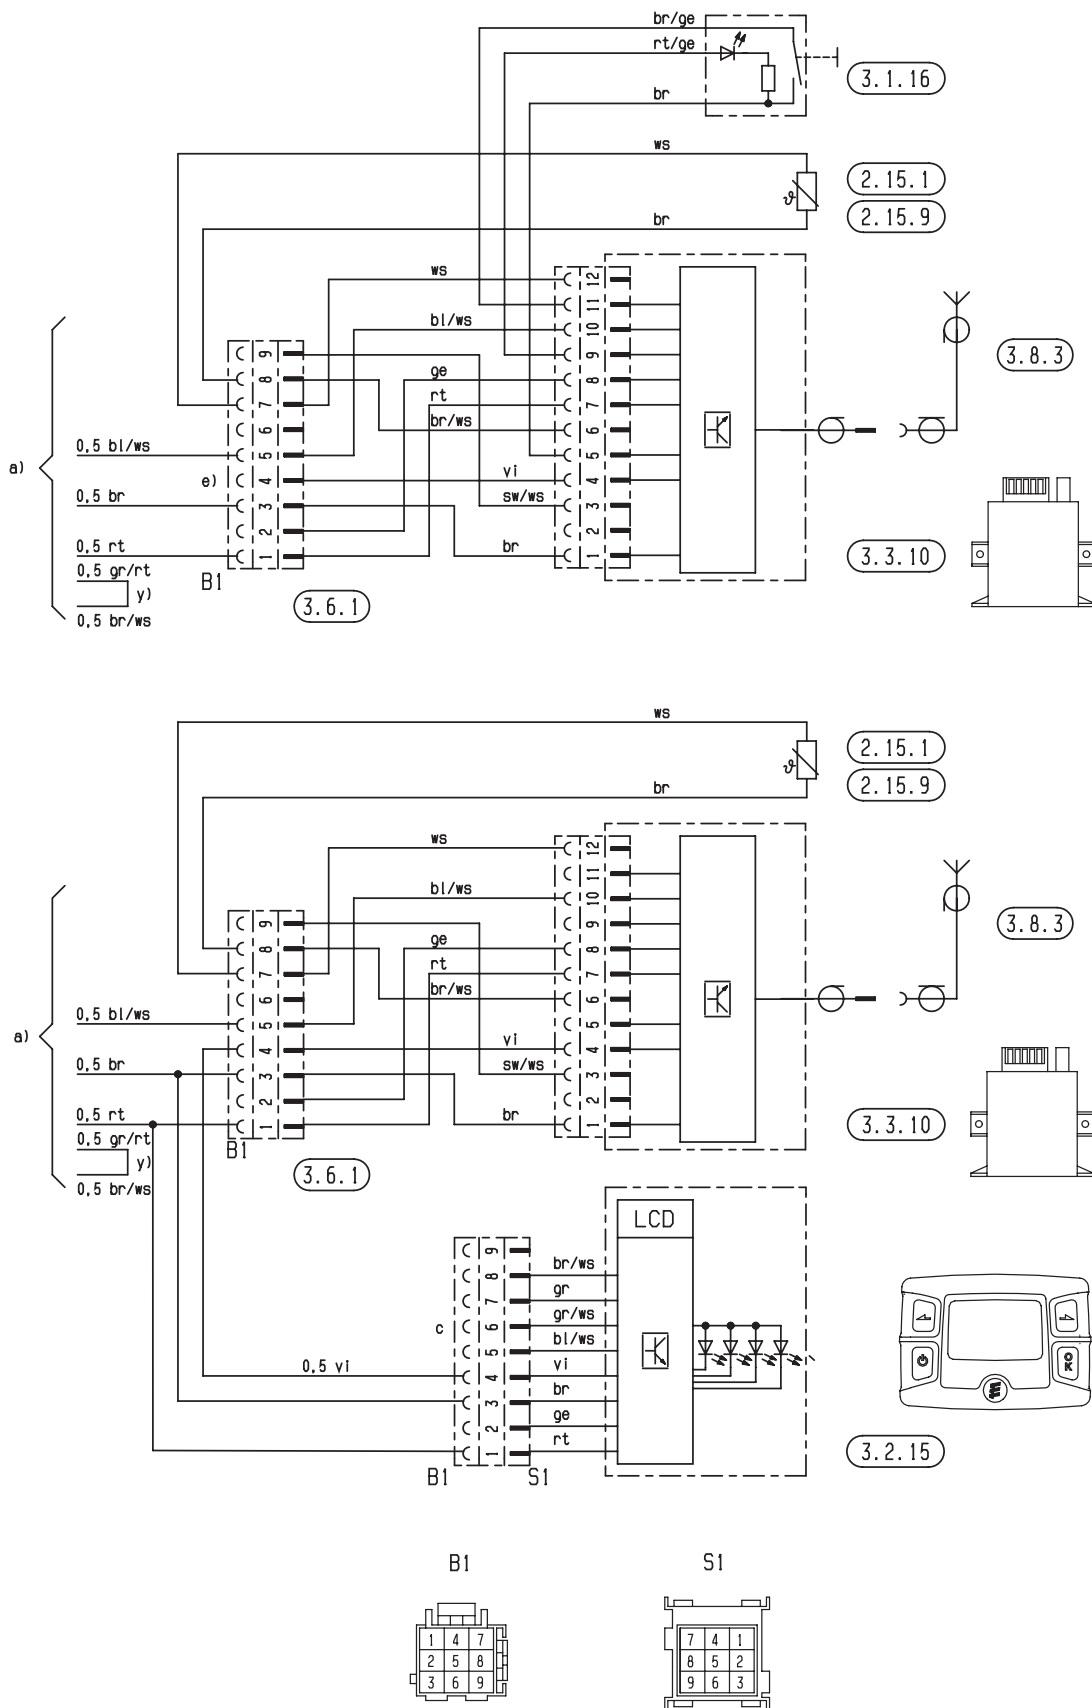 br/ge
rt/ge
3.1.16
br
ws
2.15.1
2.15.9
br
ws
12
11
bl/ws
10
9
9
3.8.3
8
ge
8
7
rt
7
6
br/ws
6
0,5 bl/ws
5
5
a)
e)
4
vi
4
0,5 br
3
sw/ws
3
2
2
0,5 rt
1
br
1
3.3.10
0,5 gr/rt
B1
y)
3.6.1
0,5 br/ws
ws
2.15.1
2.15.9
br
ws
12
11
bl/ws
10
9
9
3.8.3
8
ge
8
7
rt
7
6
br/ws
6
0,5 bl/ws
5
5
a)
4
vi
4
0,5 br
3
sw/ws
3
2
2
0,5 rt
1
br
1
3.3.10
0,5 gr/rt
B1
y)
3.6.1
0,5 br/ws
LCD
9
8
br/ws
7
gr
c
6
gr/ws
5
bl/ws
0,5 vi
4
vi
3
br
OK
2
ge
1
rt
3.2.15
B1
S1
B1
S1
1 4 7
2 5 8
3 6 9
7 4 1
8 5 2
9 6 3